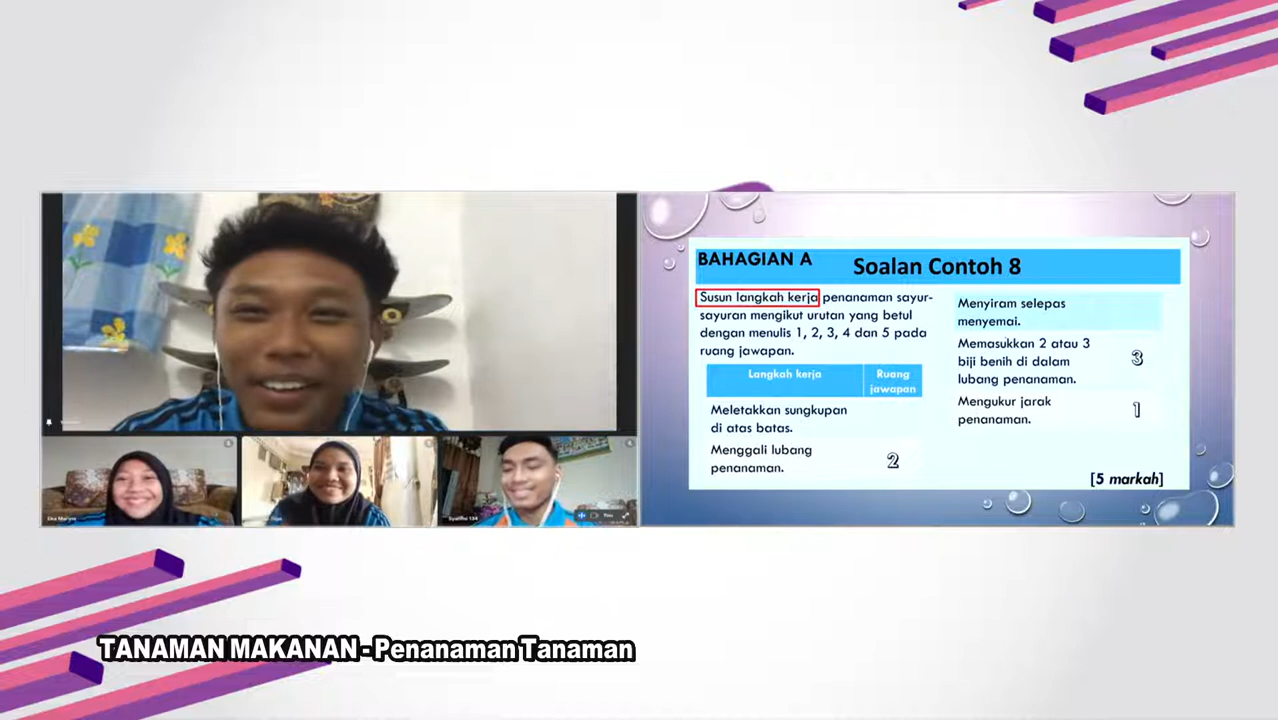 BAHAGIAN A
Soalan Contoh 8
Susun langkah kerja penanaman sayur-
sayuran mengikut urutan yang betul
dengan menulis 1, 2, 3, 4 dan 5 pada
ruang jawapan.
Langkah kerja
Ruang
jawapan
Meletakkan sungkupan
di atas batas.
Menggali lubang
penanaman.
2
Menyiram selepas
menyemai.
Memasukkan 2 atau 3
biji benih di dalam
lubang penanaman.
3
Mengukur jarak
penanaman.
1
[5 markah]
TANAMAN MAKANAN - Penanaman Tanaman